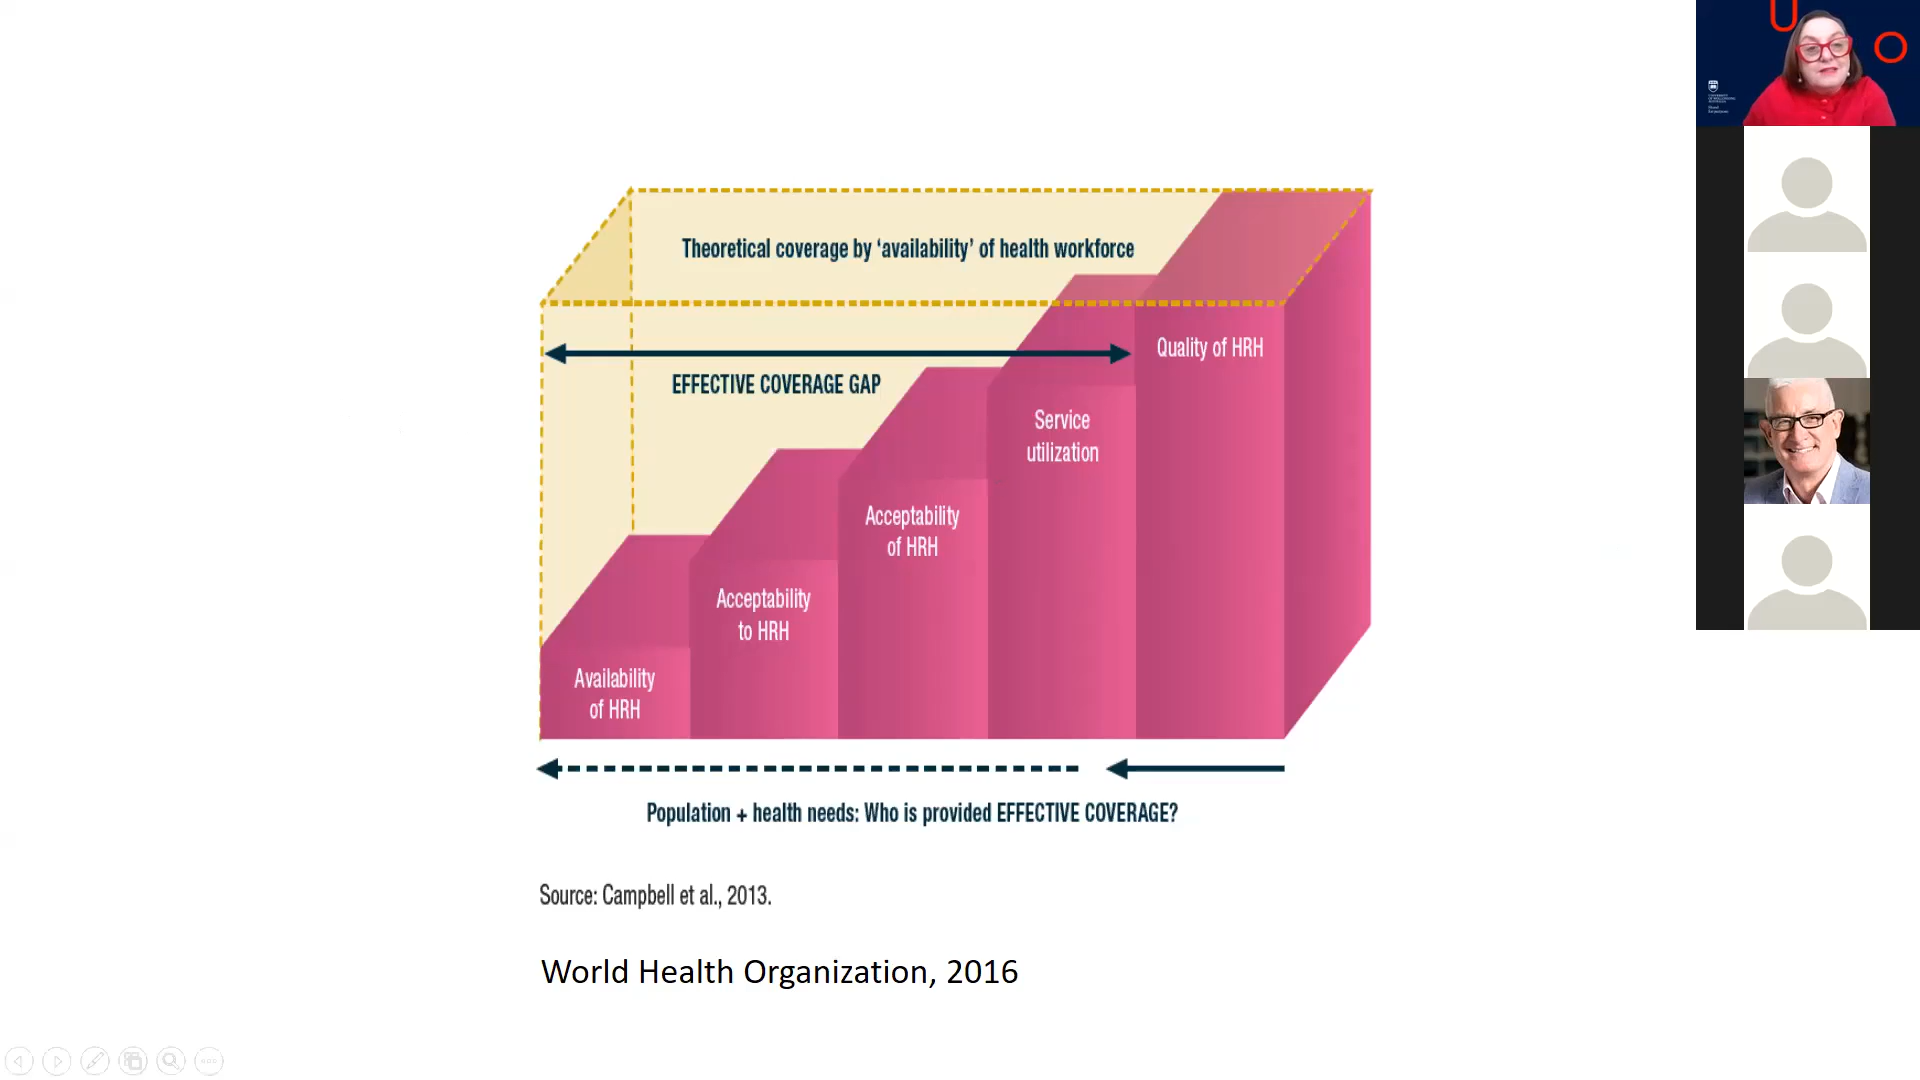 Theoretical coverage by ‘availability’ of health workforce
EFFECTIVE COVERAGE GAP
Quality of HRH
Service
utilization
Acceptability
of HRH
Acceptability
to HRH
Availability
of HRH
Population + health needs: Who is provided EFFECTIVE COVERAGE?
Source: Campbell et al., 2013.
World Health Organization, 2016